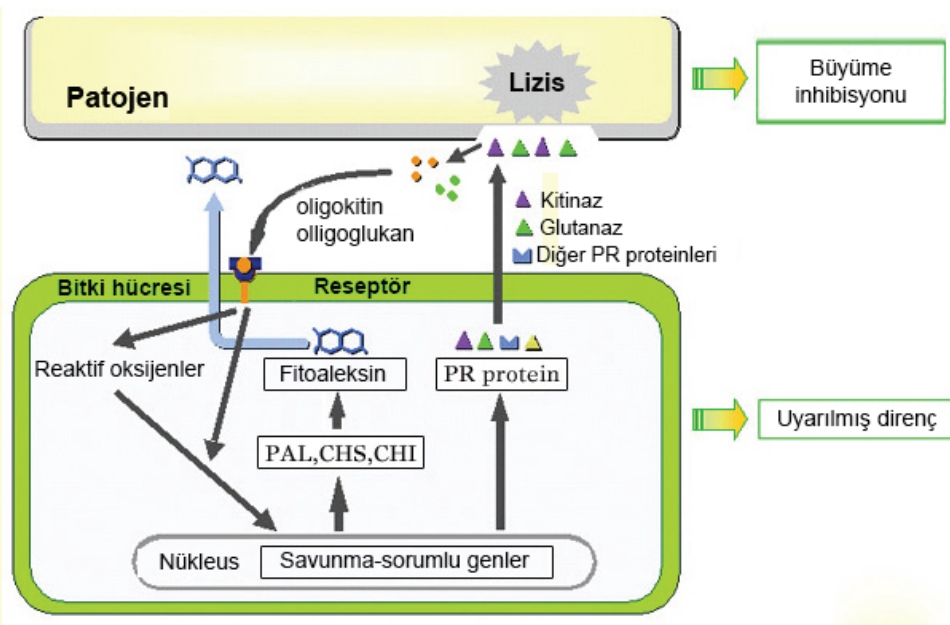 Patojen
Lizis
Büyüme
inhibisyonu
oligokitin
olligoglukan
Kitinaz
Glutanaz
Diğer PR proteinleri
Bitki hücresi
Reseptör
Reaktif oksijenler
Fitoaleksin
PR protein
Uyarılmış direnç
PAL,CHS,CHI
Nükleus
Savunma-sorumlu genler